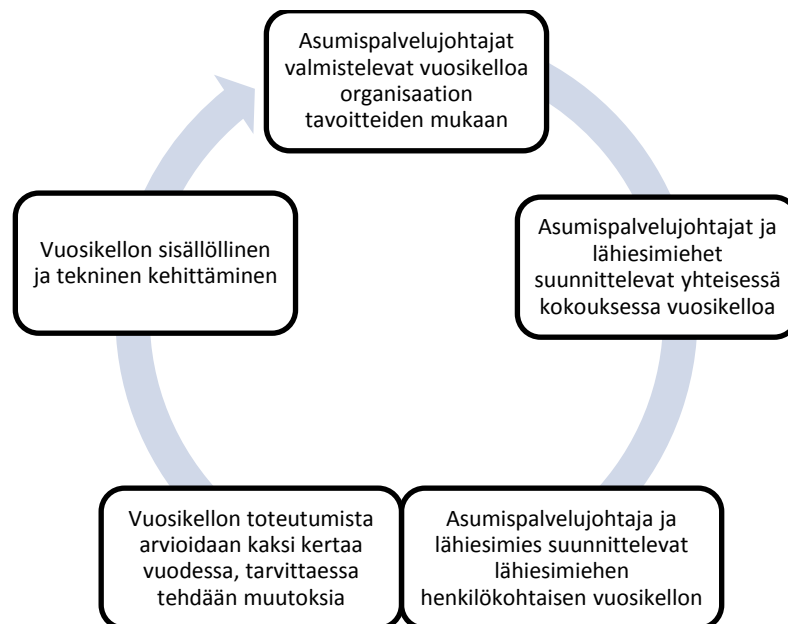 Asumispalvelujohtajat
valmistelevat vuosikelloa
organisaation
tavoitteiden mukaan
Asumispalvelujohtajat ja
lähiesimiehet
suunnittelevat yhteisessä
kokouksessa vuosikelloa
Asumispalvelujohtaja ja
lähiesimies suunnittelevat
lähiesimiehen
henkilökohtaisen vuosikellon
Vuosikellon toteutumista
arvioidaan kaksi kertaa
vuodessa, tarvittaessa
tehdään muutoksia
Vuosikellon sisällöllinen
ja tekninen kehittäminen